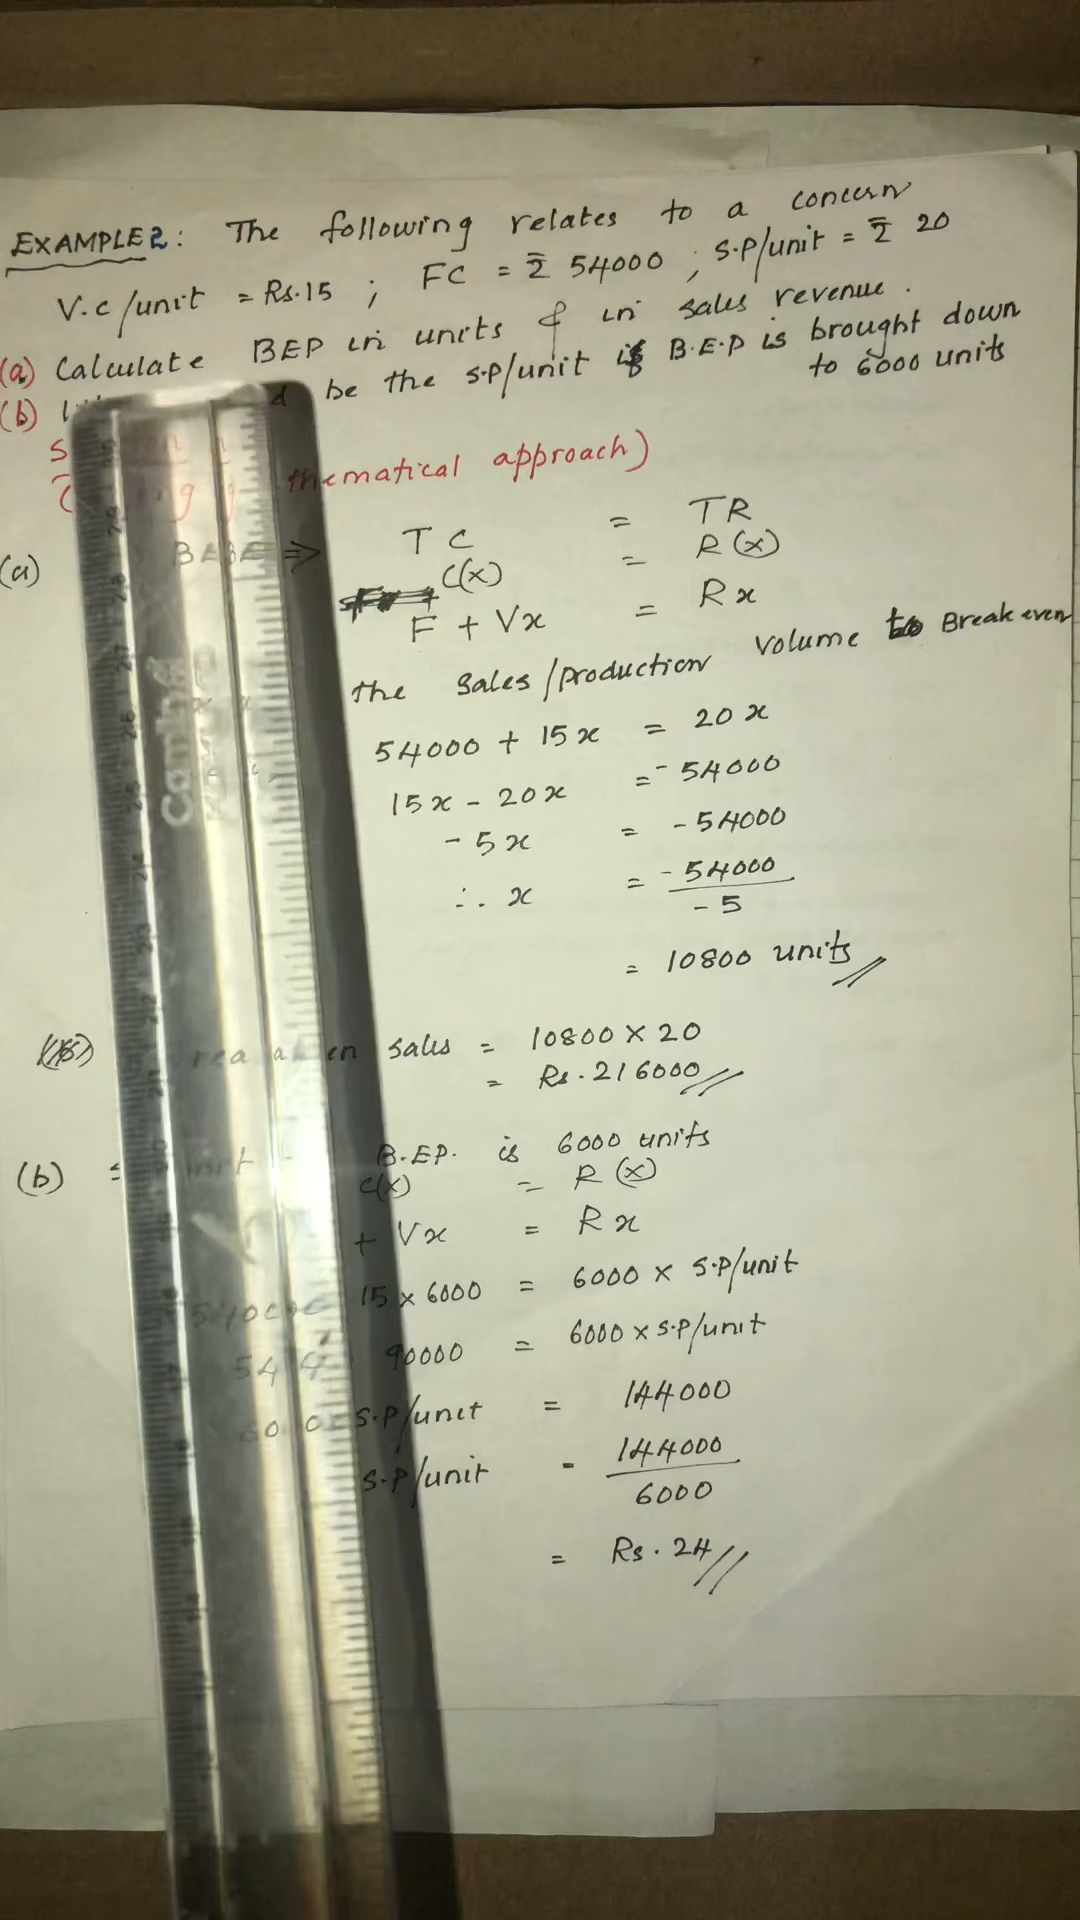 EXAMPLE 2: The following relates to a concern
V.C/unit = Rs.15 ; FC = ₹ 54000 ; S.P/unit = ₹ 20
(a) Calculate BEP in units & in sales revenue.
(b) be the S.P/unit if B.E.P is brought down
to 6000 units
thematical approach)
(a) ⇒ TC = TR
C(x) = R(x)
F + Vx = Rx
the sales/production volume to Break even
54000 + 15x = 20x
15x - 20x = - 54000
- 5x = - 54000
∴ x = - 54000
- 5
= 10800 units
sales = 10800 x 20
= Rs. 216000
(b) B.EP. is 6000 units
C(x) = R(x)
+ Vx = Rx
15 x 6000 = 6000 x S.P/unit
90000 = 6000 x S.P/unit
S.P/unit = 144000
S.P/unit = 144000
6000
= Rs. 24